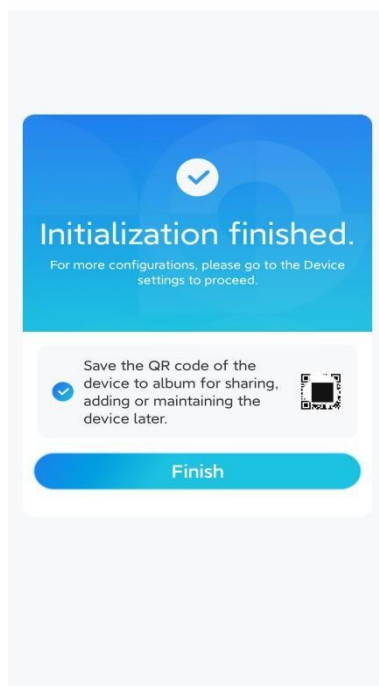 Initialization finished.
For more configurations, please go to the Device
settings to proceed.
Save the QR code of the
device to album for sharing,
adding or maintaining the
device later.
Finish